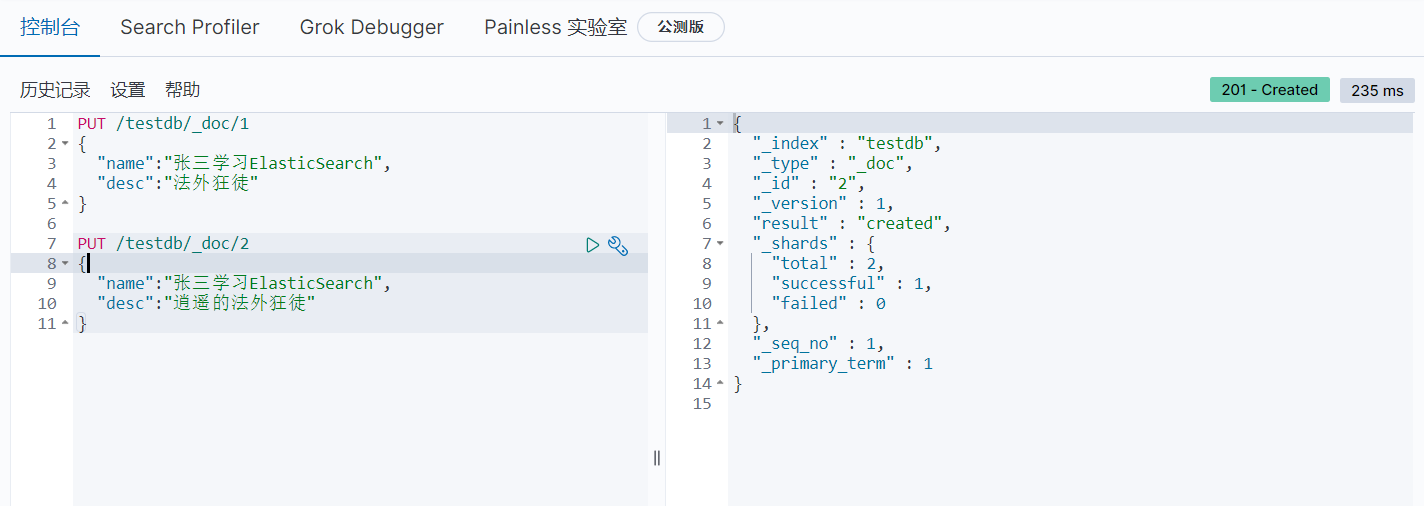 控制台 Search Profiler Grok Debugger Painless 实验室 公测版
历史记录 设置 帮助 201 - Created 235 ms
1 PUT /testdb/_doc/1
2 {
3 "name":"张三学习ElasticSearch",
4 "desc":"法外狂徒"
5 }
6
7 PUT /testdb/_doc/2
8 {
9 "name":"张三学习ElasticSearch",
10 "desc":"逍遥的法外狂徒"
11 }
1 {
2 "_index" : "testdb",
3 "_type" : "_doc",
4 "_id" : "2",
5 "_version" : 1,
6 "result" : "created",
7 "_shards" : {
8 "total" : 2,
9 "successful" : 1,
10 "failed" : 0
11 },
12 "_seq_no" : 1,
13 "_primary_term" : 1
14 }
15